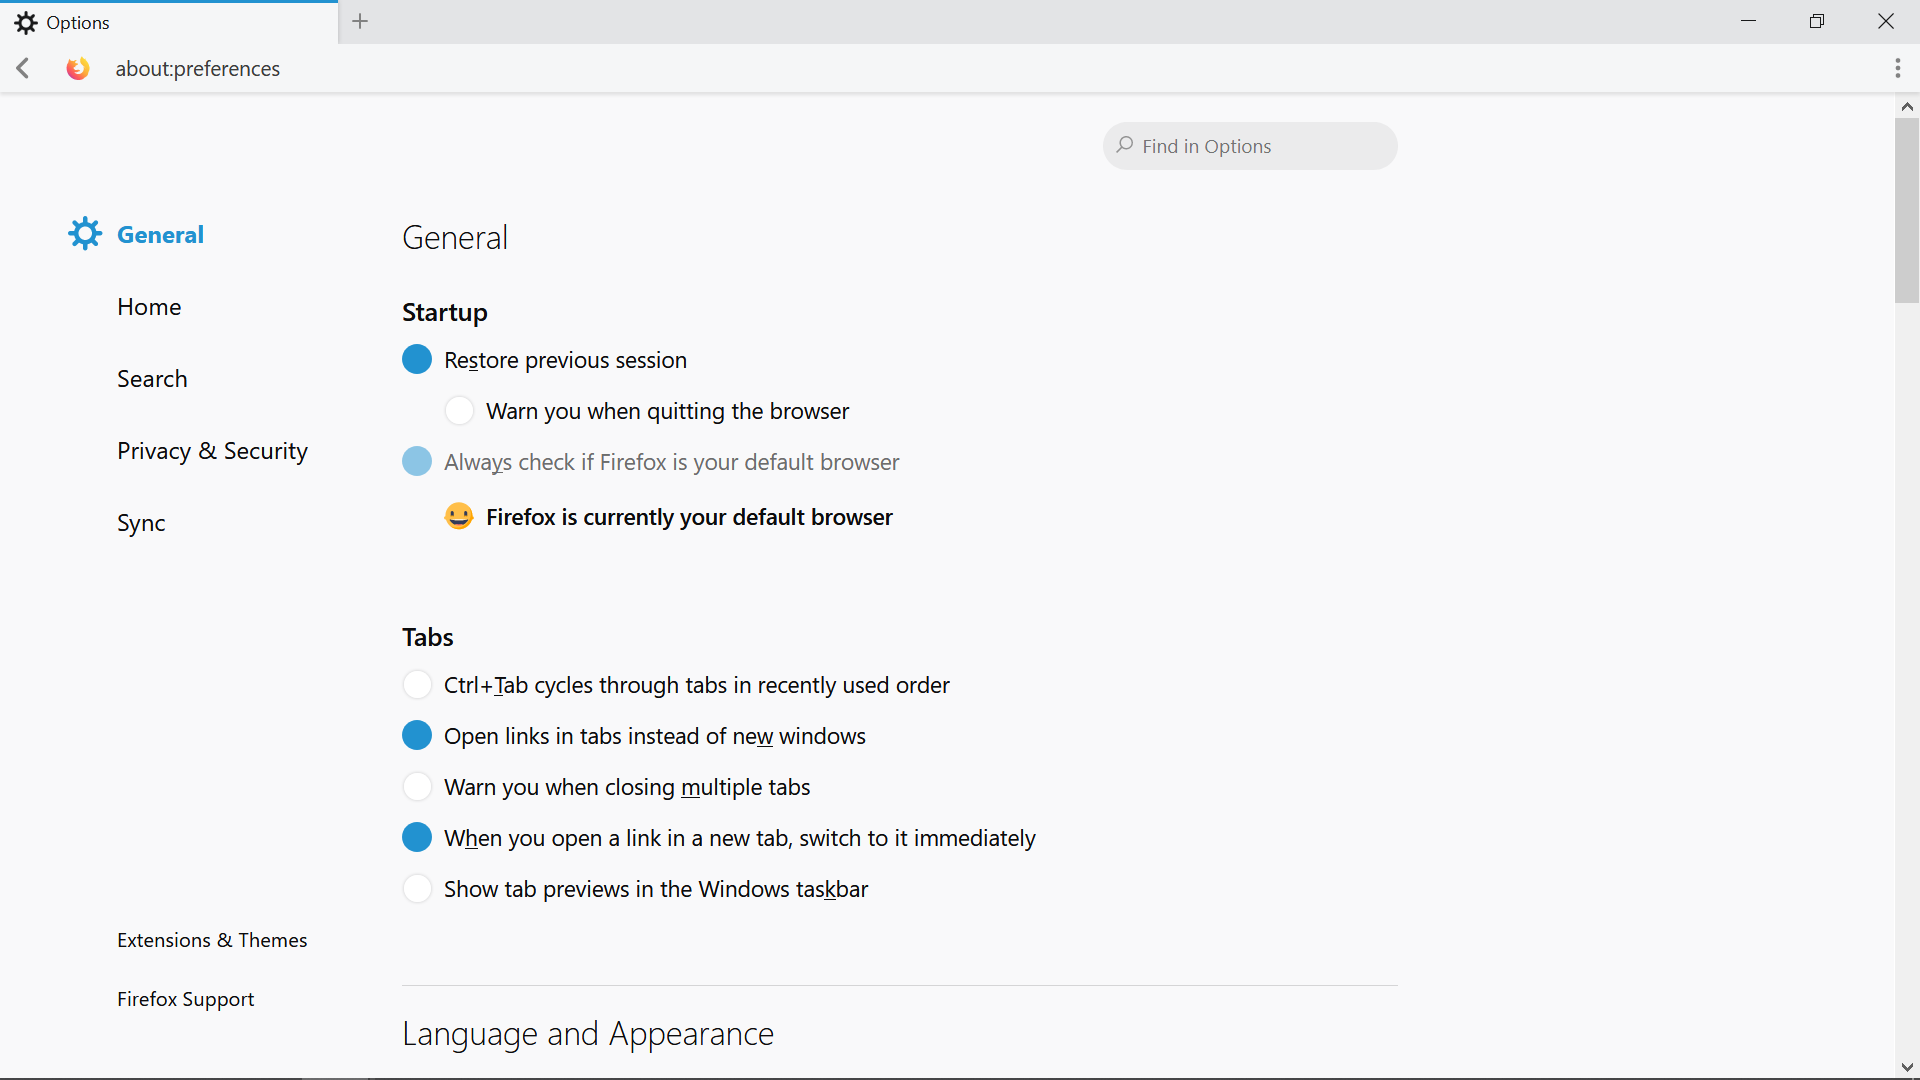 Options
about:preferences
Find in Options
General
Home
Search
Privacy & Security
Sync
Extensions & Themes
Firefox Support
General
Startup
Restore previous session
Warn you when quitting the browser
Always check if Firefox is your default browser
Firefox is currently your default browser
Tabs
Ctrl+Tab cycles through tabs in recently used order
Open links in tabs instead of new windows
Warn you when closing multiple tabs
When you open a link in a new tab, switch to it immediately
Show tab previews in the Windows taskbar
Language and Appearance